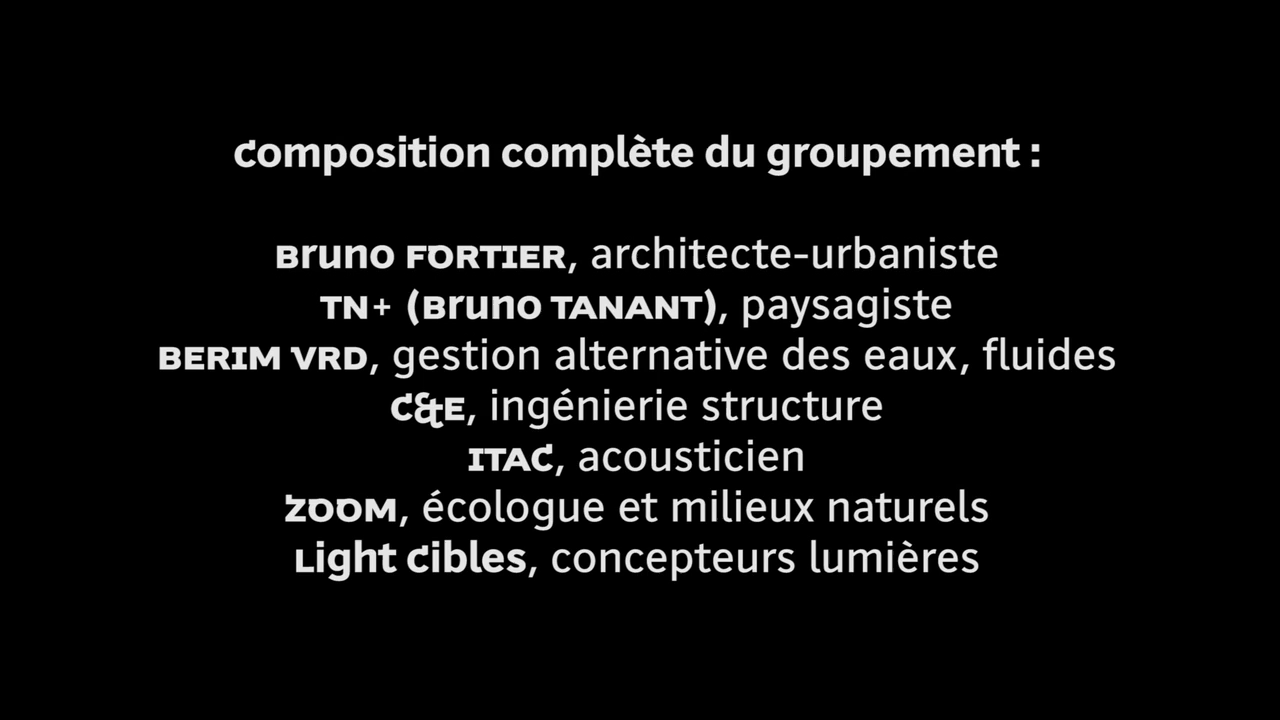 Composition complète du groupement :
Bruno FORTIER, architecte-urbaniste
TN+ (Bruno TANANT), paysagiste
BERIM VRD, gestion alternative des eaux, fluides
C&E, ingénierie structure
ITAC, acousticien
ZOOM, écologue et milieux naturels
Light Cibles, concepteurs lumières